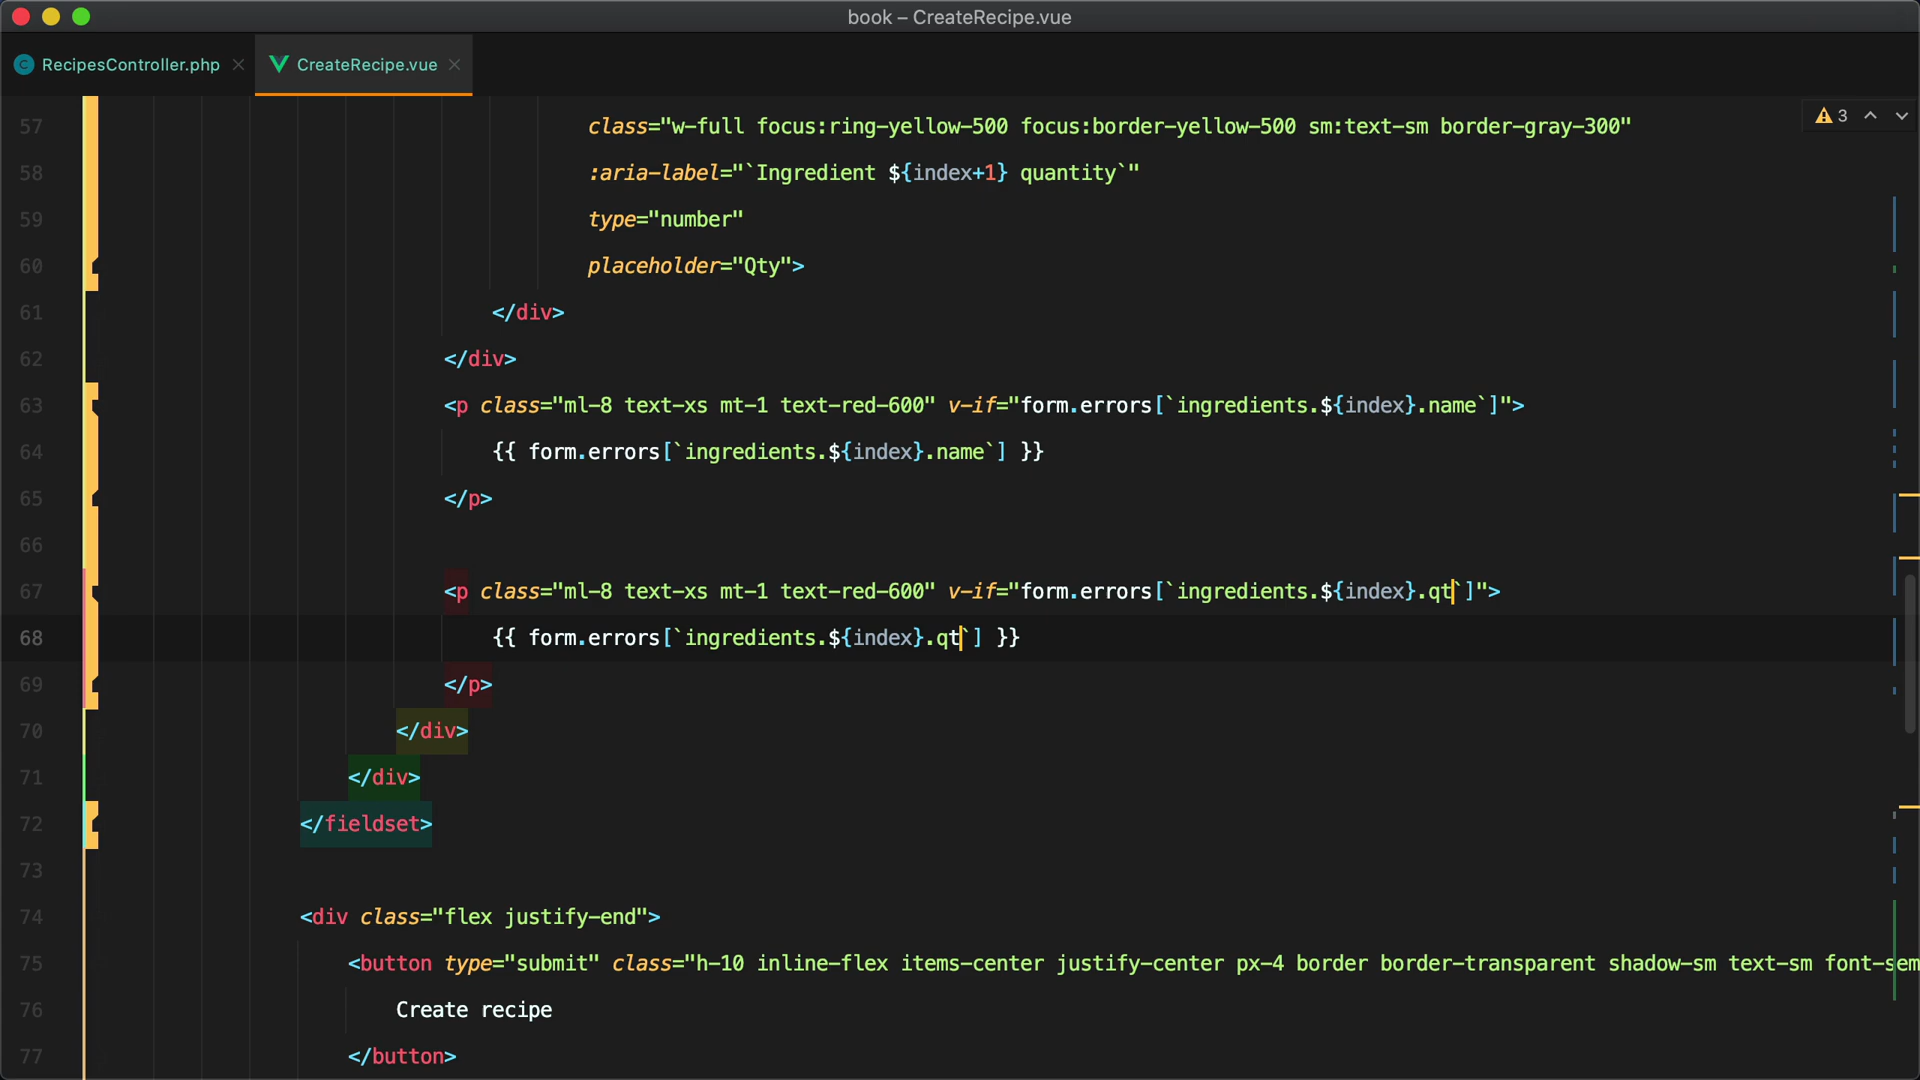 book – CreateRecipe.vue
RecipesController.php
CreateRecipe.vue
3
57 class="w-full focus:ring-yellow-500 focus:border-yellow-500 sm:text-sm border-gray-300"
58 :aria-label="`Ingredient ${index+1} quantity`"
59 type="number"
60 placeholder="Qty">
61 </div>
62 </div>
63 <p class="ml-8 text-xs mt-1 text-red-600" v-if="form.errors[`ingredients.${index}.name`]">
64 {{ form.errors[`ingredients.${index}.name`] }}
65 </p>
66
67 <p class="ml-8 text-xs mt-1 text-red-600" v-if="form.errors[`ingredients.${index}.qt`]">
68 {{ form.errors[`ingredients.${index}.qt`] }}
69 </p>
70 </div>
71 </div>
72 </fieldset>
73
74 <div class="flex justify-end">
75 <button type="submit" class="h-10 inline-flex items-center justify-center px-4 border border-transparent shadow-sm text-sm font-sem
76 Create recipe
77 </button>